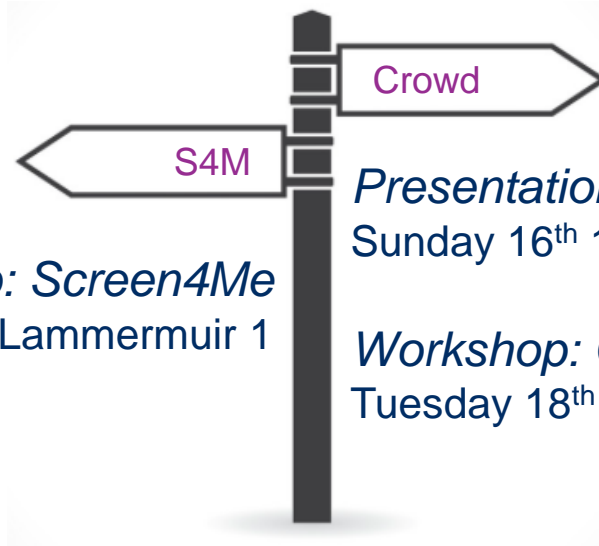 Crowd
S4M
Presentation
Sunday 16th
: Screen4Me
Lammermuir 1
Workshop:
Tuesday 18th